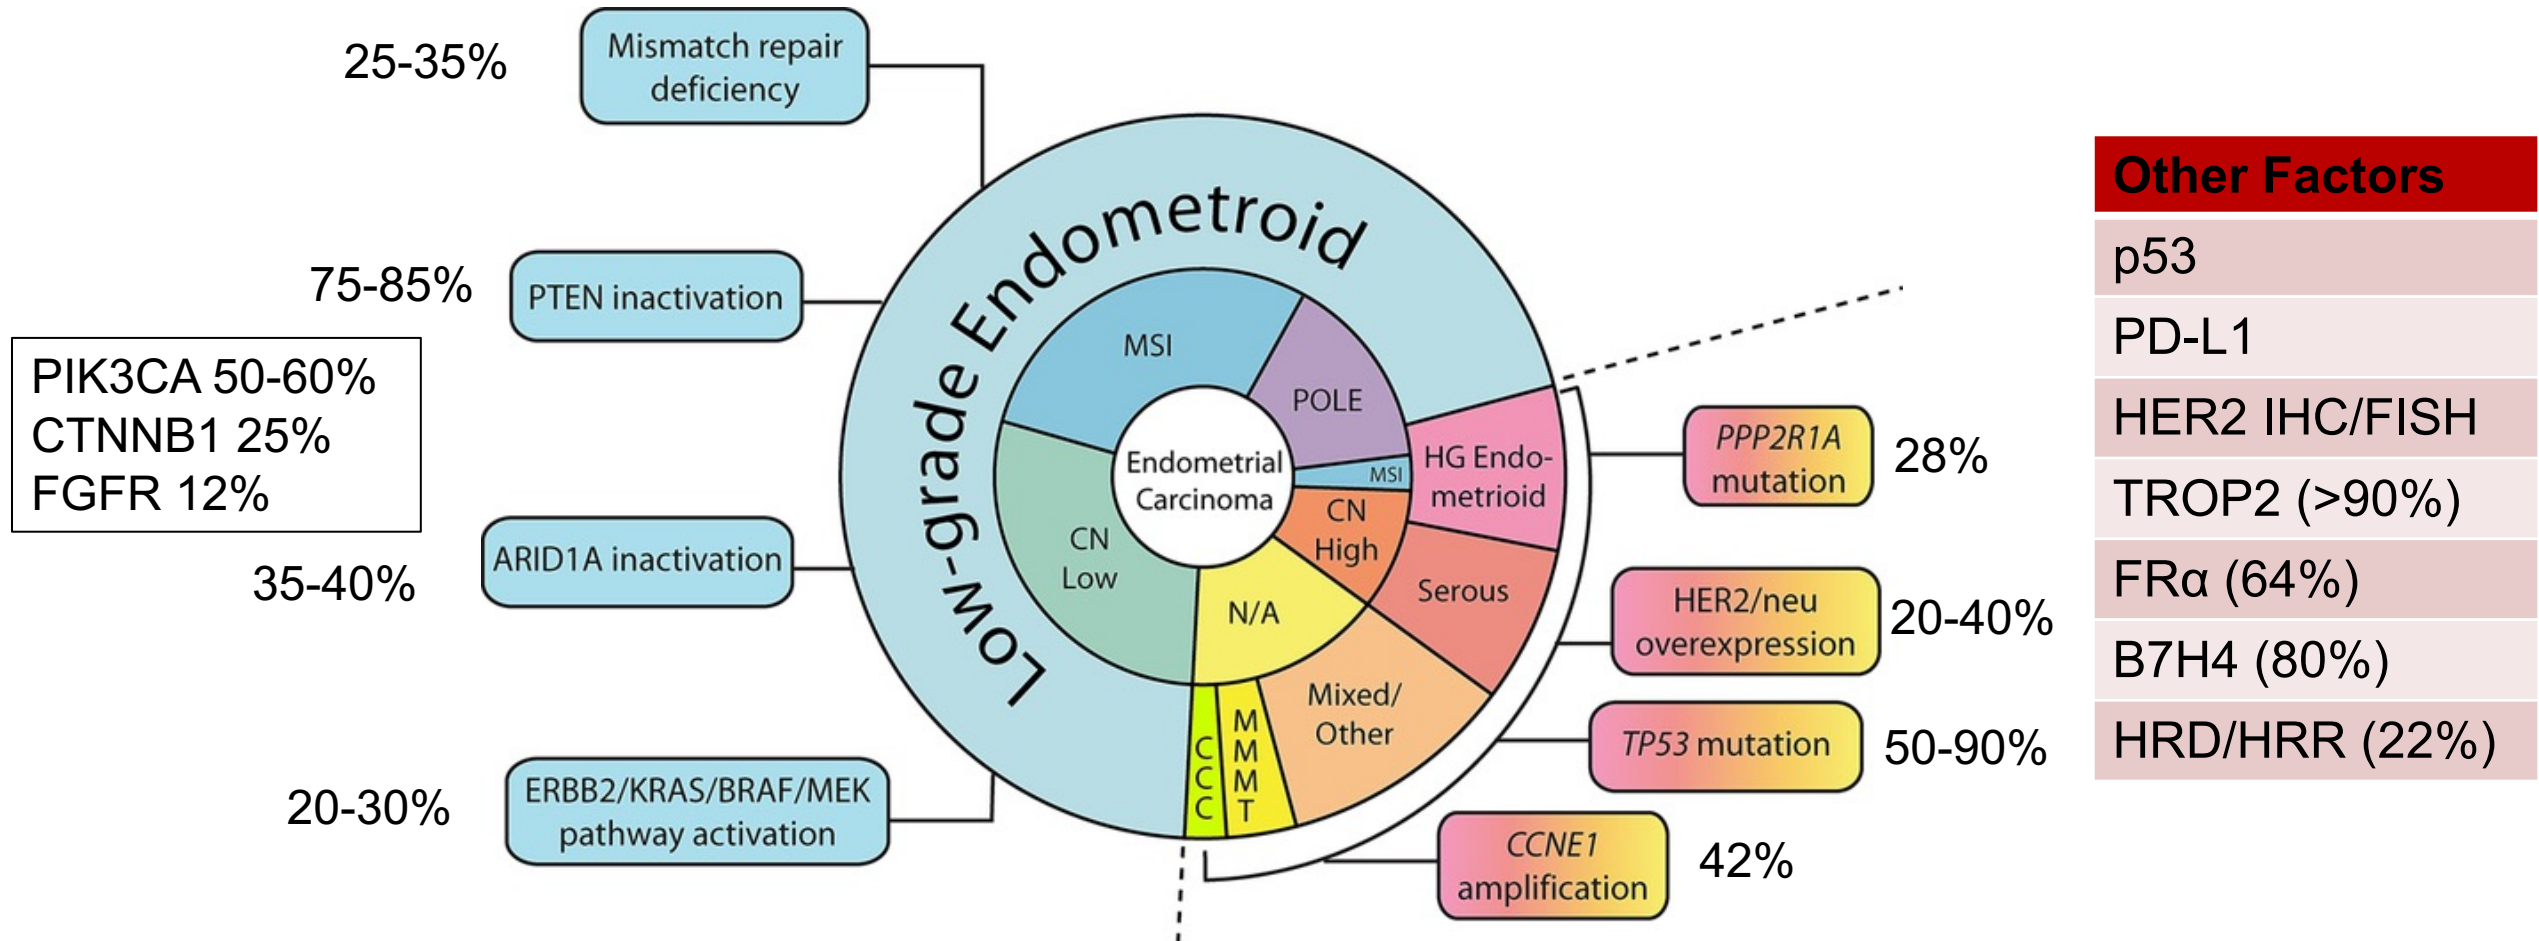 25-35%
Mismatch repair
deficiency
75-85%
PTEN inactivation
PIK3CA 50-60%
CTNNB1 25%
FGFR 12%
35-40%
ARID1A inactivation
20-30%
ERBB2/KRAS/BRAF/MEK
pathway activation
Low-grade Endometroid
MSI
POLE
MSI
CN
High
N/A
CN
Low
Endometrial
Carcinoma
HG Endo-
metrioid
Serous
Mixed/
Other
M
M
M
T
C
C
C
PPP2R1A
mutation
28%
HER2/neu
overexpression
20-40%
TP53 mutation
50-90%
CCNE1
amplification
42%
Other Factors
p53
PD-L1
HER2 IHC/FISH
TROP2 (>90%)
FRα (64%)
B7H4 (80%)
HRD/HRR (22%)